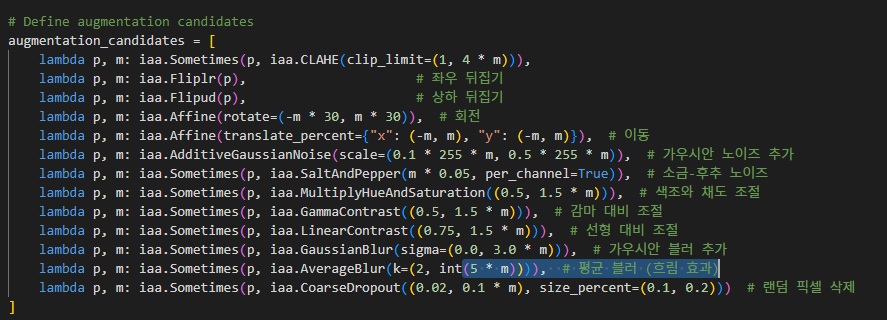 # Define augmentation candidates
augmentation_candidates = [
    lambda p, m: iaa.Sometimes(p, iaa.CLAHE(clip_limit=(1, 4 * m))),
    lambda p, m: iaa.Fliplr(p),                     # 좌우 뒤집기
    lambda p, m: iaa.Flipud(p),                     # 상하 뒤집기
    lambda p, m: iaa.Affine(rotate=(-m * 30, m * 30)),  # 회전
    lambda p, m: iaa.Affine(translate_percent={"x": (-m, m), "y": (-m, m)}),  # 이동
    lambda p, m: iaa.AdditiveGaussianNoise(scale=(0.1 * 255 * m, 0.5 * 255 * m)),  # 가우시안 노이즈 추가
    lambda p, m: iaa.Sometimes(p, iaa.SaltAndPepper(m * 0.05, per_channel=True)),  # 소금-후추 노이즈
    lambda p, m: iaa.Sometimes(p, iaa.MultiplyHueAndSaturation((0.5, 1.5 * m))),  # 색조와 채도 조절
    lambda p, m: iaa.Sometimes(p, iaa.GammaContrast((0.5, 1.5 * m))),  # 감마 대비 조절
    lambda p, m: iaa.Sometimes(p, iaa.LinearContrast((0.75, 1.5 * m))),  # 선형 대비 조절
    lambda p, m: iaa.Sometimes(p, iaa.GaussianBlur(sigma=(0.0, 3.0 * m))),  # 가우시안 블러 추가
    lambda p, m: iaa.Sometimes(p, iaa.AverageBlur(k=(2, int(5 * m)))),  # 평균 블러 (흐림 효과)
    lambda p, m: iaa.Sometimes(p, iaa.CoarseDropout((0.02, 0.1 * m), size_percent=(0.1, 0.2)))  # 랜덤 픽셀 삭제
]